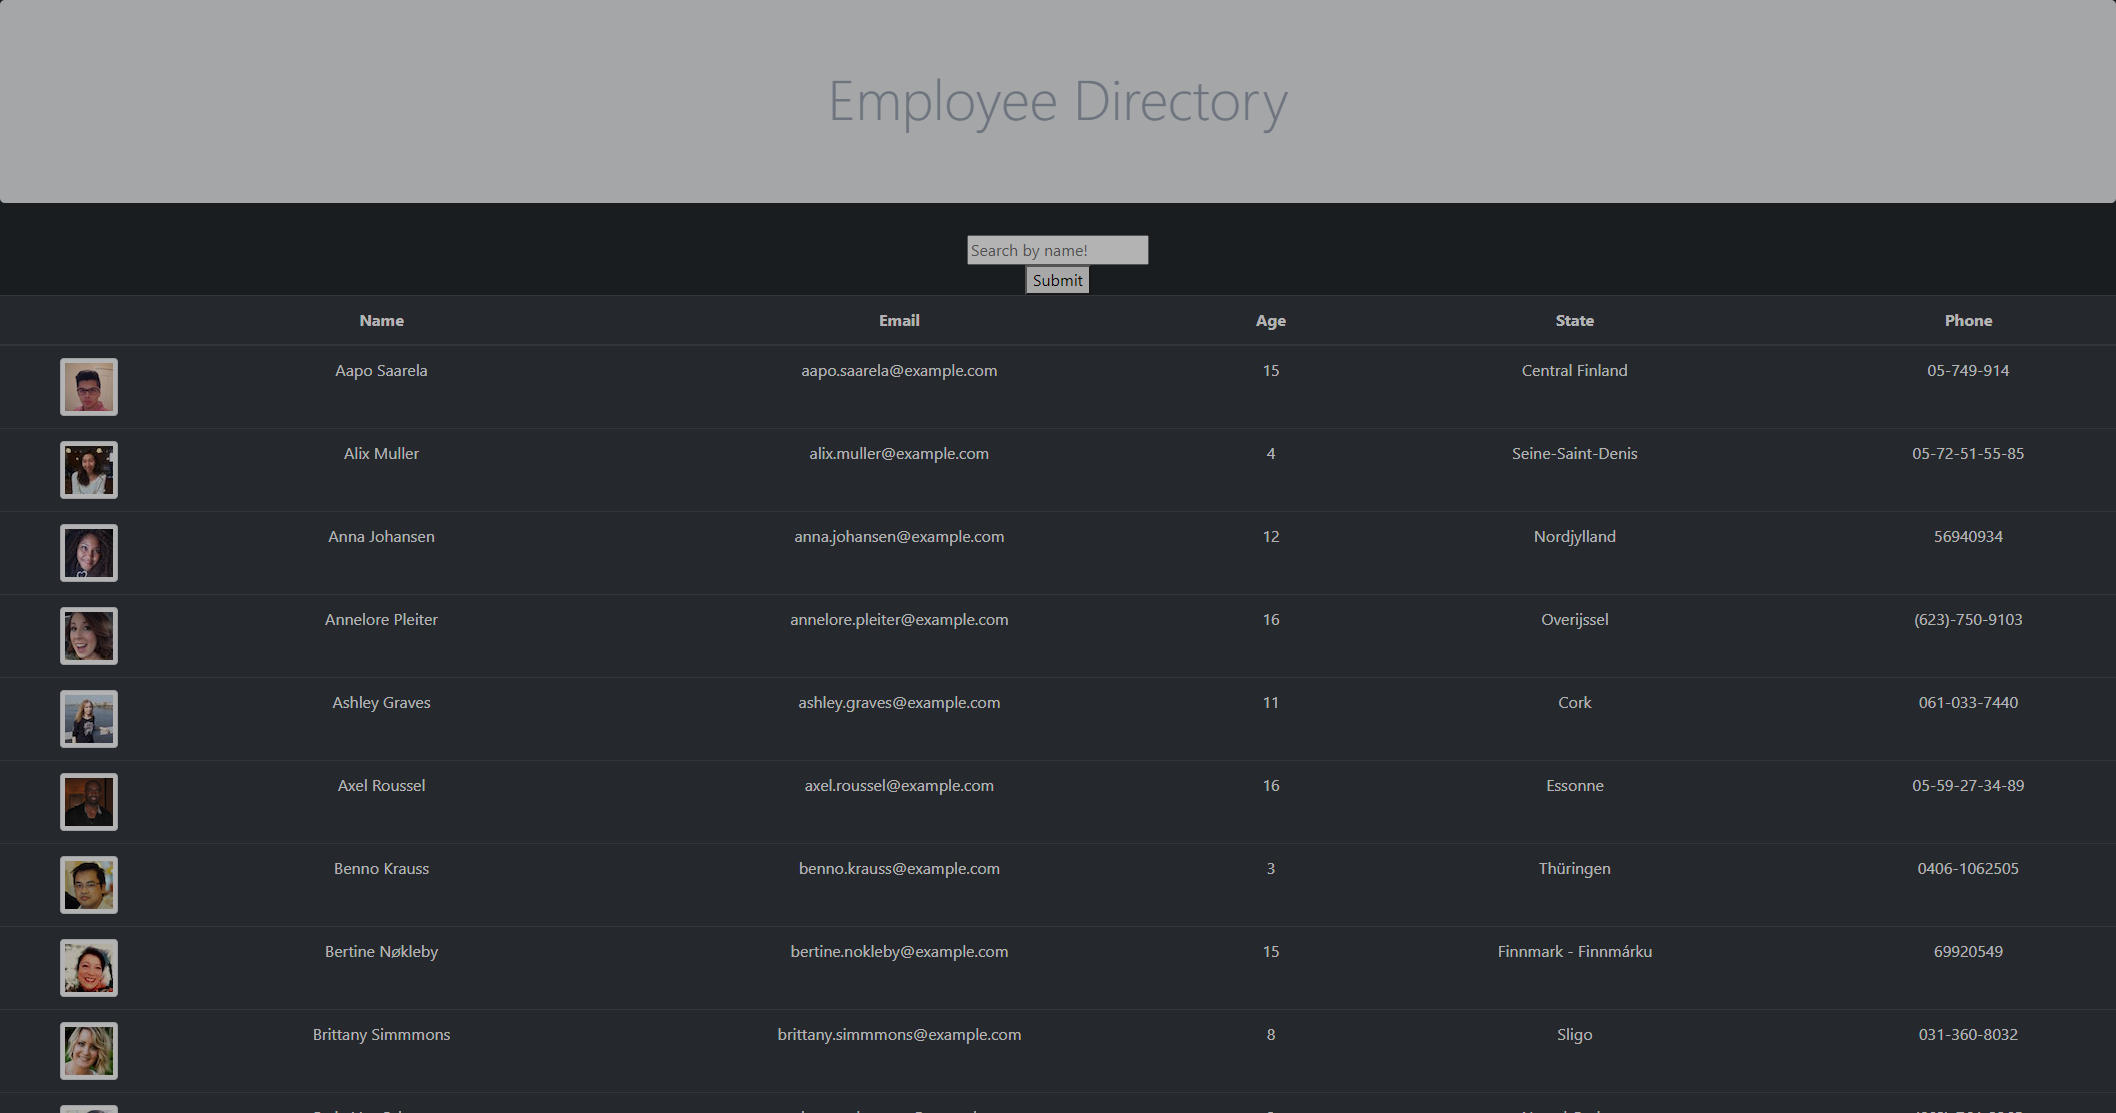 Employee Directory
Search by name!
Submit
Name Email Age State Phone
Aapo Saarela aapo.saarela@example.com 15 Central Finland 05-749-914
Alix Muller alix.muller@example.com 4 Seine-Saint-Denis 05-72-51-55-85
Anna Johansen anna.johansen@example.com 12 Nordjylland 56940934
Annelore Pleiter annelore.pleiter@example.com 16 Overijssel (623)-750-9103
Ashley Graves ashley.graves@example.com 11 Cork 061-033-7440
Axel Roussel axel.roussel@example.com 16 Essonne 05-59-27-34-89
Benno Krauss benno.krauss@example.com 3 Thüringen 0406-1062505
Bertine Nøkleby bertine.nokleby@example.com 15 Finnmark - Finnmárku 69920549
Brittany Simmmons brittany.simmmons@example.com 8 Sligo 031-360-8032